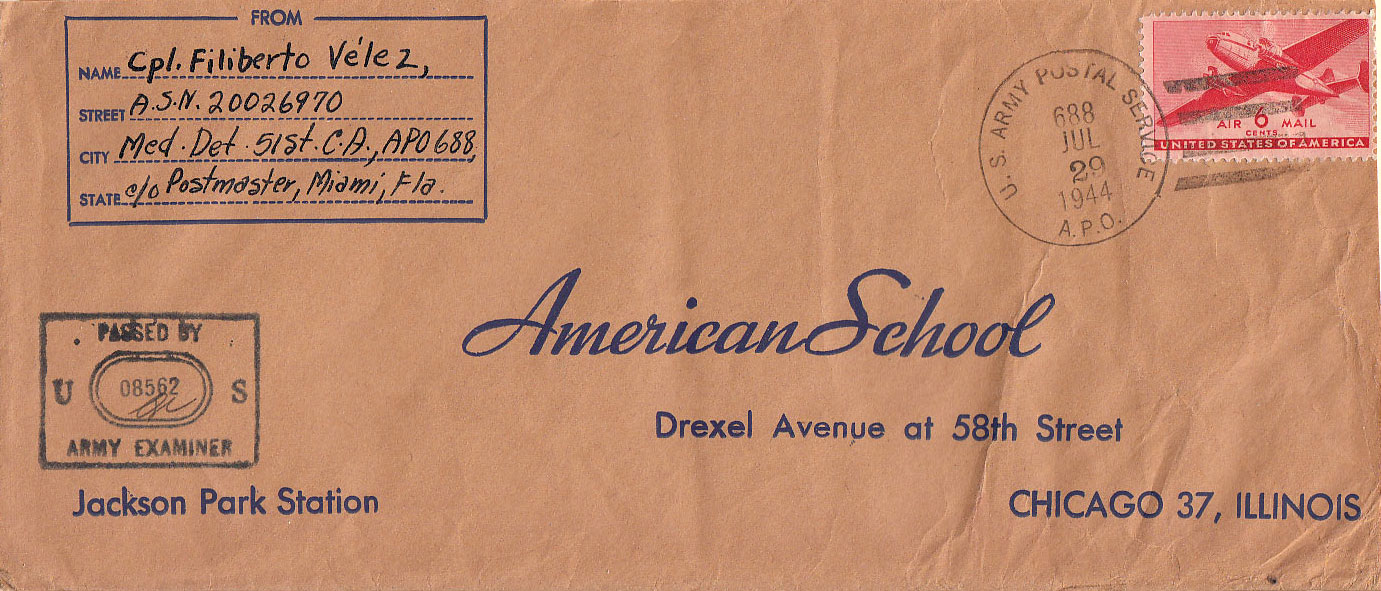 FROM
NAME Cpl. Filiberto Vélez,
STREET A.S.N. 20026970
CITY Med. Det. 51st. C.A., APO 688,
STATE c/o Postmaster, Miami, Fla.
U. S. ARMY POSTAL SERVICE
688
JUL
29
1944
A.P.O.
AIR 6 MAIL
CENTS
UNITED STATES OF AMERICA
PASSED BY
U 08562 S
ARMY EXAMINER
American School
Drexel Avenue at 58th Street
Jackson Park Station
CHICAGO 37, ILLINOIS